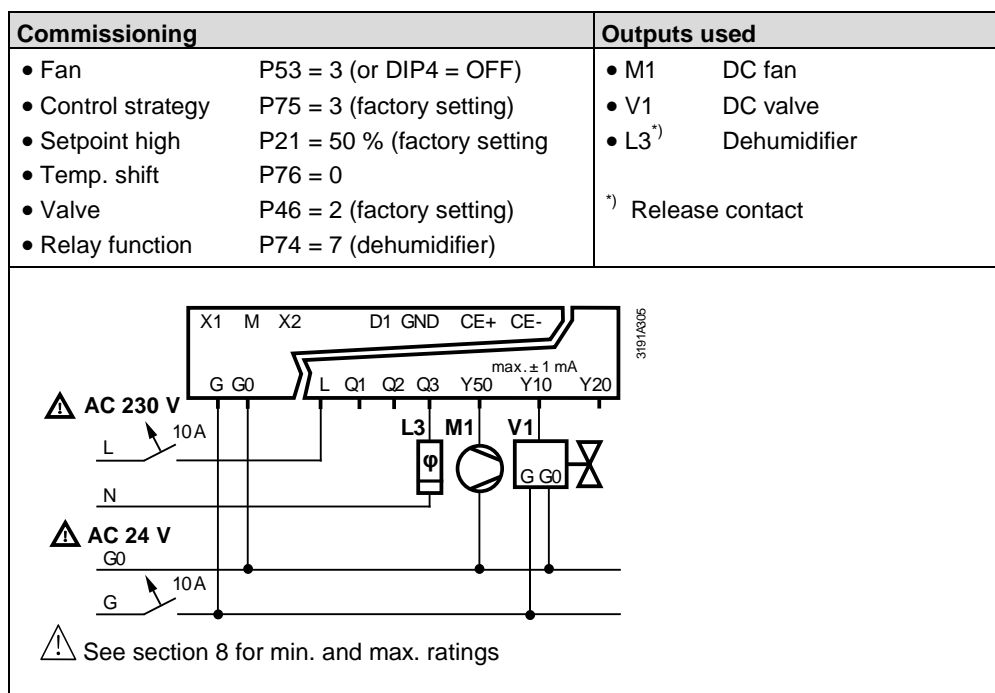 Commissioning Outputs used
• Fan P53 = 3 (or DIP4 = OFF) • M1 DC fan
• Control strategy P75 = 3 (factory setting) • V1 DC valve
• Setpoint high P21 = 50 % (factory setting • L3*) Dehumidifier
• Temp. shift P76 = 0
• Valve P46 = 2 (factory setting) *) Release contact
• Relay function P74 = 7 (dehumidifier)
X1 M X2 D1 GND CE+ CE-
3191A305
max. ± 1 mA
G G0 L Q1 Q2 Q3 Y50 Y10 Y20
AC 230 V
L3 M1 V1
10 A
L
φ
G G0
N
AC 24 V
G0
10 A
G
See section 8 for min. and max. ratings